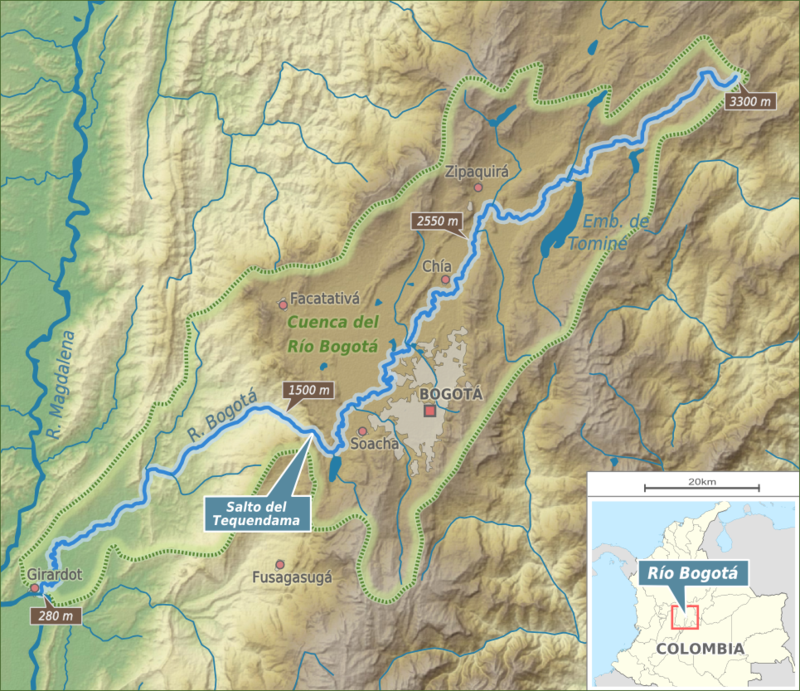 3300 m
Zipaquirá
2550 m
Emb. de
Tominé
Chía
Facatativá
Cuenca del
Río Bogotá
R. Magdalena
1500 m
BOGOTÁ
R. Bogotá
Soacha
20km
Salto del
Tequendama
Río Bogotá
Girardot
Fusagasugá
280 m
COLOMBIA